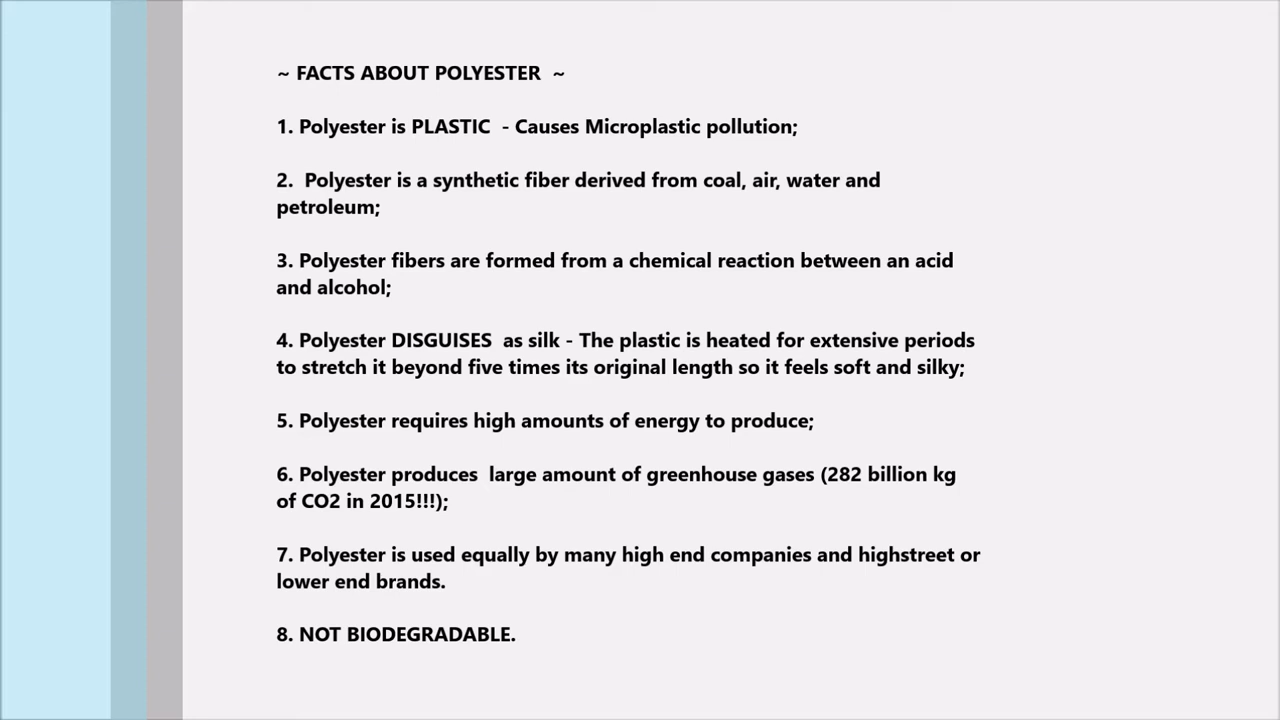 ~ FACTS ABOUT POLYESTER  ~
1. Polyester is PLASTIC  - Causes Microplastic pollution;
2.  Polyester is a synthetic fiber derived from coal, air, water and
petroleum;
3. Polyester fibers are formed from a chemical reaction between an acid
and alcohol;
4. Polyester DISGUISES  as silk - The plastic is heated for extensive periods
to stretch it beyond five times its original length so it feels soft and silky;
5. Polyester requires high amounts of energy to produce;
6. Polyester produces  large amount of greenhouse gases (282 billion kg
of CO2 in 2015!!!);
7. Polyester is used equally by many high end companies and highstreet or
lower end brands.
8. NOT BIODEGRADABLE.